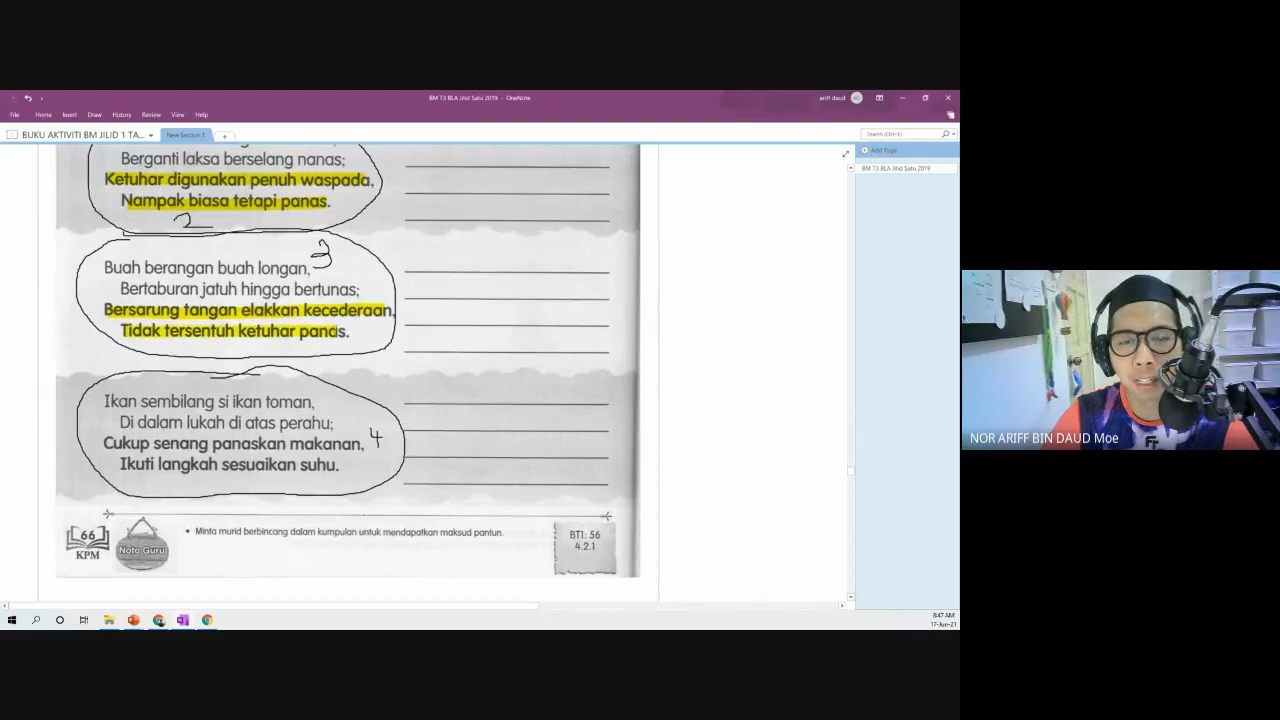 BM T3 BLA Jilid Satu 2019 - OneNote
ariff daud
File Home Insert Draw History Review View Help
BUKU AKTIVITI BM JILID 1 TA...
New Section 1
Search (Ctrl+E)
Add Page
BM T3 BLA Jilid Satu 2019
Berganti laksa berselang nanas;
Ketuhar digunakan penuh waspada,
Nampak biasa tetapi panas.
2
3
Buah berangan buah longan,
Bertaburan jatuh hingga bertunas;
Bersarung tangan elakkan kecederaan,
Tidak tersentuh ketuhar panas.
Ikan sembilang si ikan toman,
Di dalam lukah di atas perahu;
Cukup senang panaskan makanan,
4
Ikuti langkah sesuaikan suhu.
66
KPM
Nota Guru
• Minta murid berbincang dalam kumpulan untuk mendapatkan maksud pantun.
BTI: 56
4.2.1
NOR ARIFF BIN DAUD Moe
8:47 AM
17-Jun-21